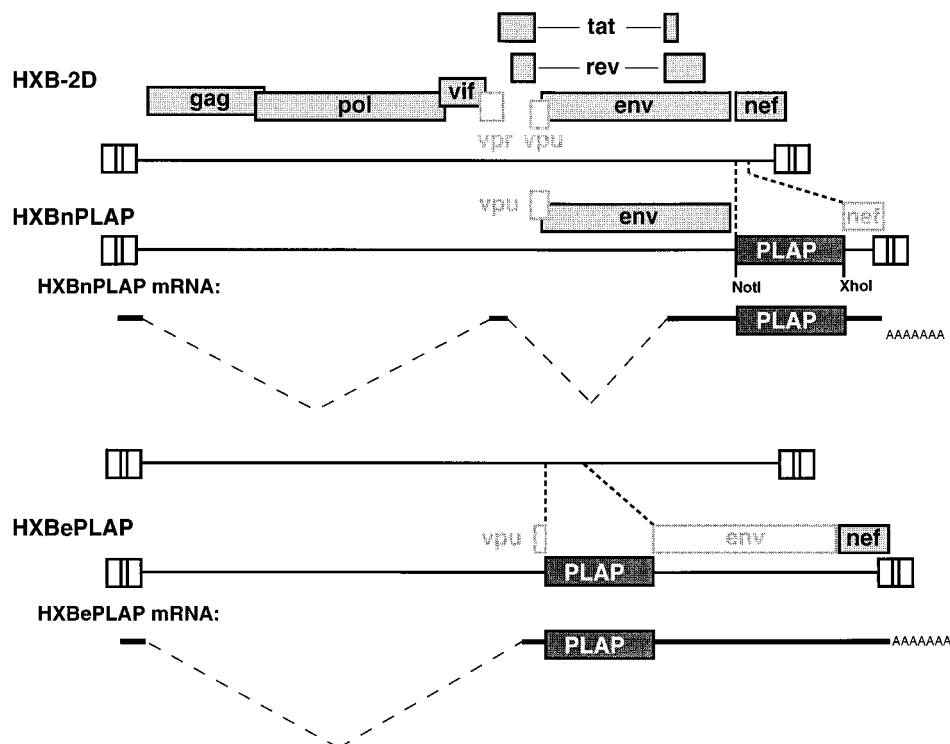 tat
rev
HXB-2D
gag
pol
vif
env
nef
vpr
vpu
vpu
env
nef
HXBnPLAP
PLAP
NotI
XhoI
HXBnPLAP mRNA:
PLAP
AAAAAAA
HXBePLAP
vpu
env
nef
PLAP
HXBePLAP mRNA:
PLAP
AAAAAAA